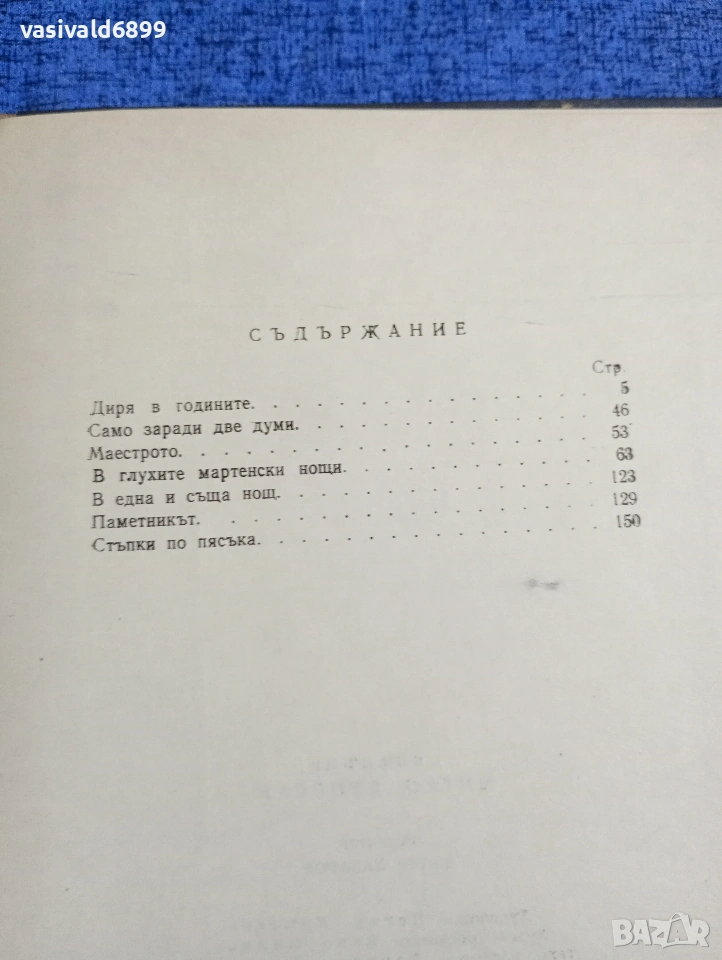 vasivald6899
СЪДЪРЖАНИЕ
Стр.
Диря в годините. . . . . . . . . . . . . . . 5
Само заради две думи. . . . . . . . . . . . . 46
Маестрото . . . . . . . . . . . . . . . . . 53
В глухите мартенски нощи. . . . . . . . . . . 63
В една и съща нощ. . . . . . . . . . . . . . 123
Паметникът. . . . . . . . . . . . . . . . . 129
Стъпки по пясъка. . . . . . . . . . . . . . . 150
BAZAR